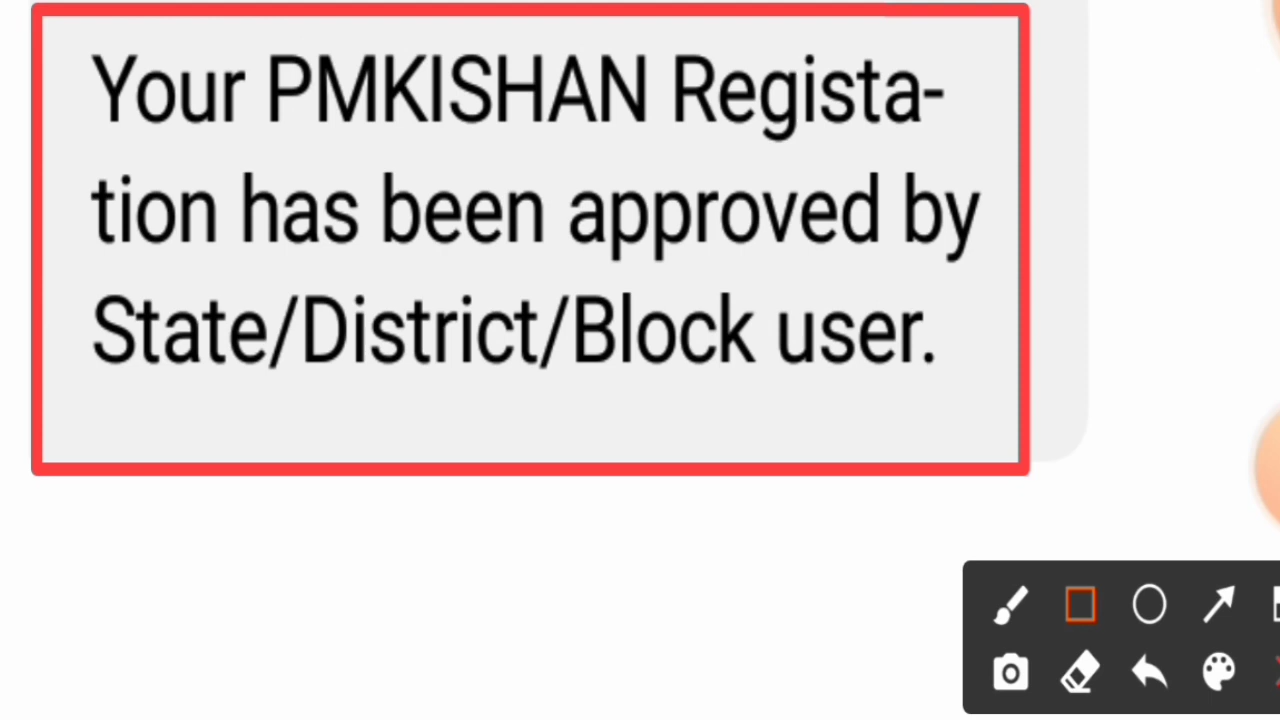 Your PMKISHAN Regista-
tion has been approved by
State/District/Block user.